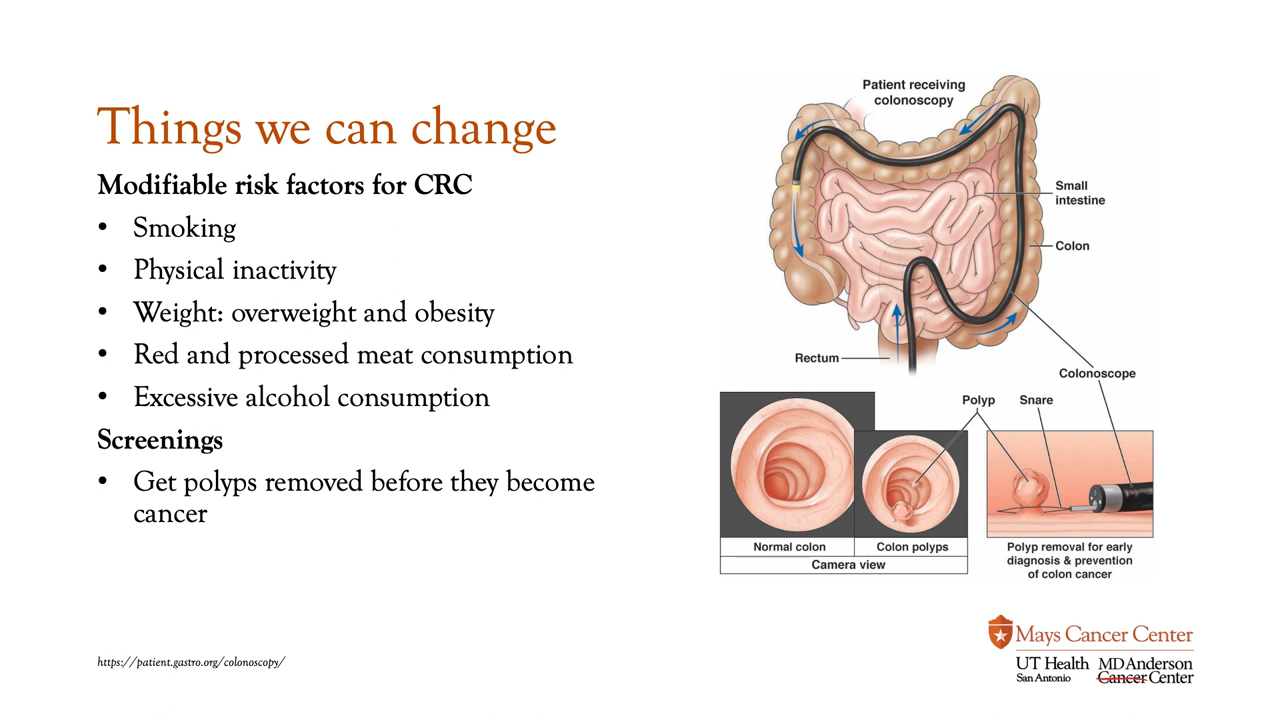 Things we can change
Modifiable risk factors for CRC
• Smoking
• Physical inactivity
• Weight: overweight and obesity
• Red and processed meat consumption
• Excessive alcohol consumption
Screenings
• Get polyps removed before they become
cancer
https://patient.gastro.org/colonoscopy/
Patient receiving
colonoscopy
Small
intestine
Colon
Rectum
Colonoscope
Polyp
Snare
Normal colon
Colon polyps
Camera view
Polyp removal for early
diagnosis & prevention
of colon cancer
Mays Cancer Center
UT Health
San Antonio
MD Anderson
Cancer Center